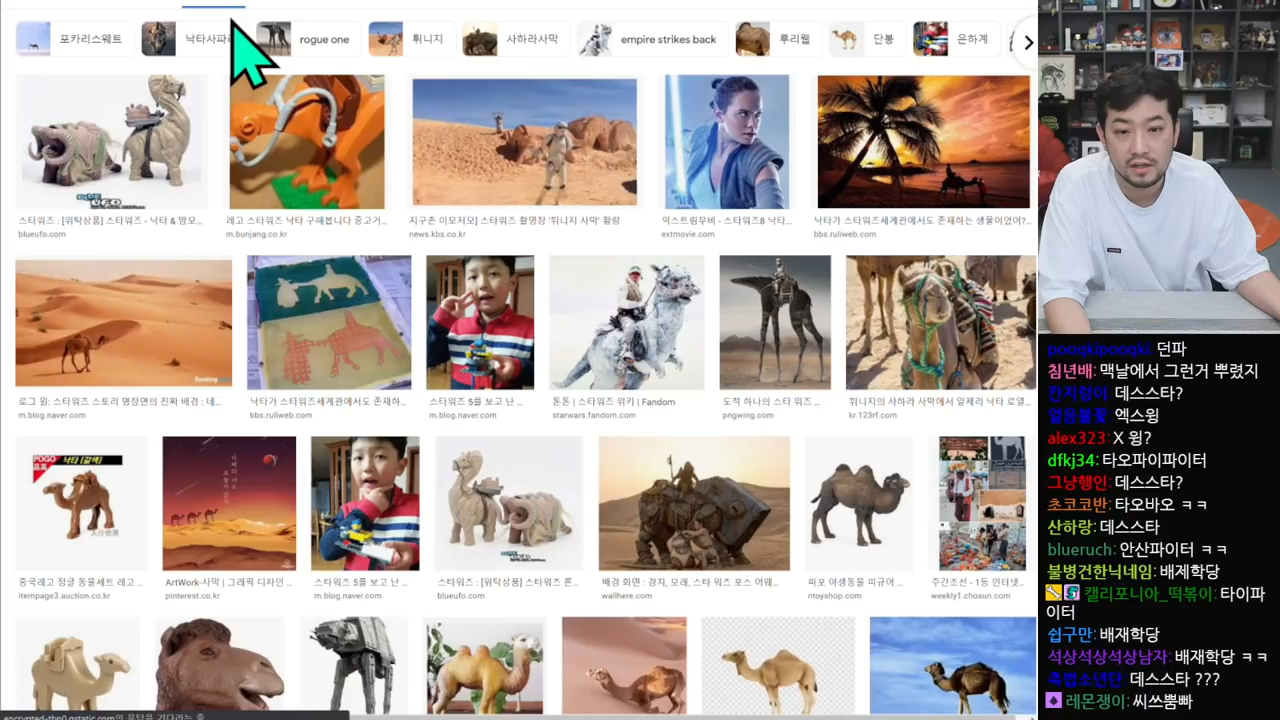 포카리스웨트
낙타사파
rogue one
튀니지
사하라사막
empire strikes back
루리웹
단봉
은하계
스타워즈 : [위탁상품] 스타워즈 - 낙타 & 맘모...
blueufo.com
레고 스타워즈 낙타 구해봅니다 중고거...
m.bunjang.co.kr
지구촌 이모저모] 스타워즈 촬영장 '튀니지 사막' 활량
news.kbs.co.kr
익스트림무비 - 스타워즈8 낙타...
extmovie.com
낙타가 스타워즈세계관에서도 존재하는 생물이었어?...
bbs.ruliweb.com
Booking
로그 원: 스타워즈 스토리 명장면의 진짜 배경 : 네...
m.blog.naver.com
낙타가 스타워즈세계관에서도 존재하...
bbs.ruliweb.com
스타워즈 5를 보고 난 ...
m.blog.naver.com
톤톤 | 스타워즈 위키 | Fandom
starwars.fandom.com
도적 하나의 스타 워즈 ...
pngwing.com
튀니지의 사하라 사막에서 일제리 낙타 로열...
kr.123rf.com
낙타 [갈색]
중국레고 정글 동물세트 레고 ...
itempage3.auction.co.kr
ArtWork-사막 | 그래픽 디자인 ...
pinterest.co.kr
스타워즈 5를 보고 난 ...
m.blog.naver.com
스타워즈 : [위탁상품] 스타워즈 론...
blueufo.com
배경 화면 : 경치, 모래, 스타 워즈 포스 어웨...
wallhere.com
파포 야생동물 피규어 ...
ntoyshop.com
주간조선 - 1등 인터넷...
weekly1.chosun.com
pooqkipooqki 던파
침년배: 맥날에서 그런거 뿌렸지
칸지렁이 데스스타?
얼음불꽃 엑스윙
alex323: X 윙?
dfkj34: 타오파이파이터
그냥행인: 데스스타?
초코코반: 타오바오 ㅋㅋ
산하랑: 데스스타
blueruch: 안산파이터 ㅋㅋ
불병건한닉네임: 배제학당
캘리포니아_떡볶이: 타이파
이터
쉽구만: 배재학당
석상석상석상남자: 배재학당 ㅋㅋ
촉법소년단 데스스타 ???
레몬쟁이: 씨쓰뿜빠